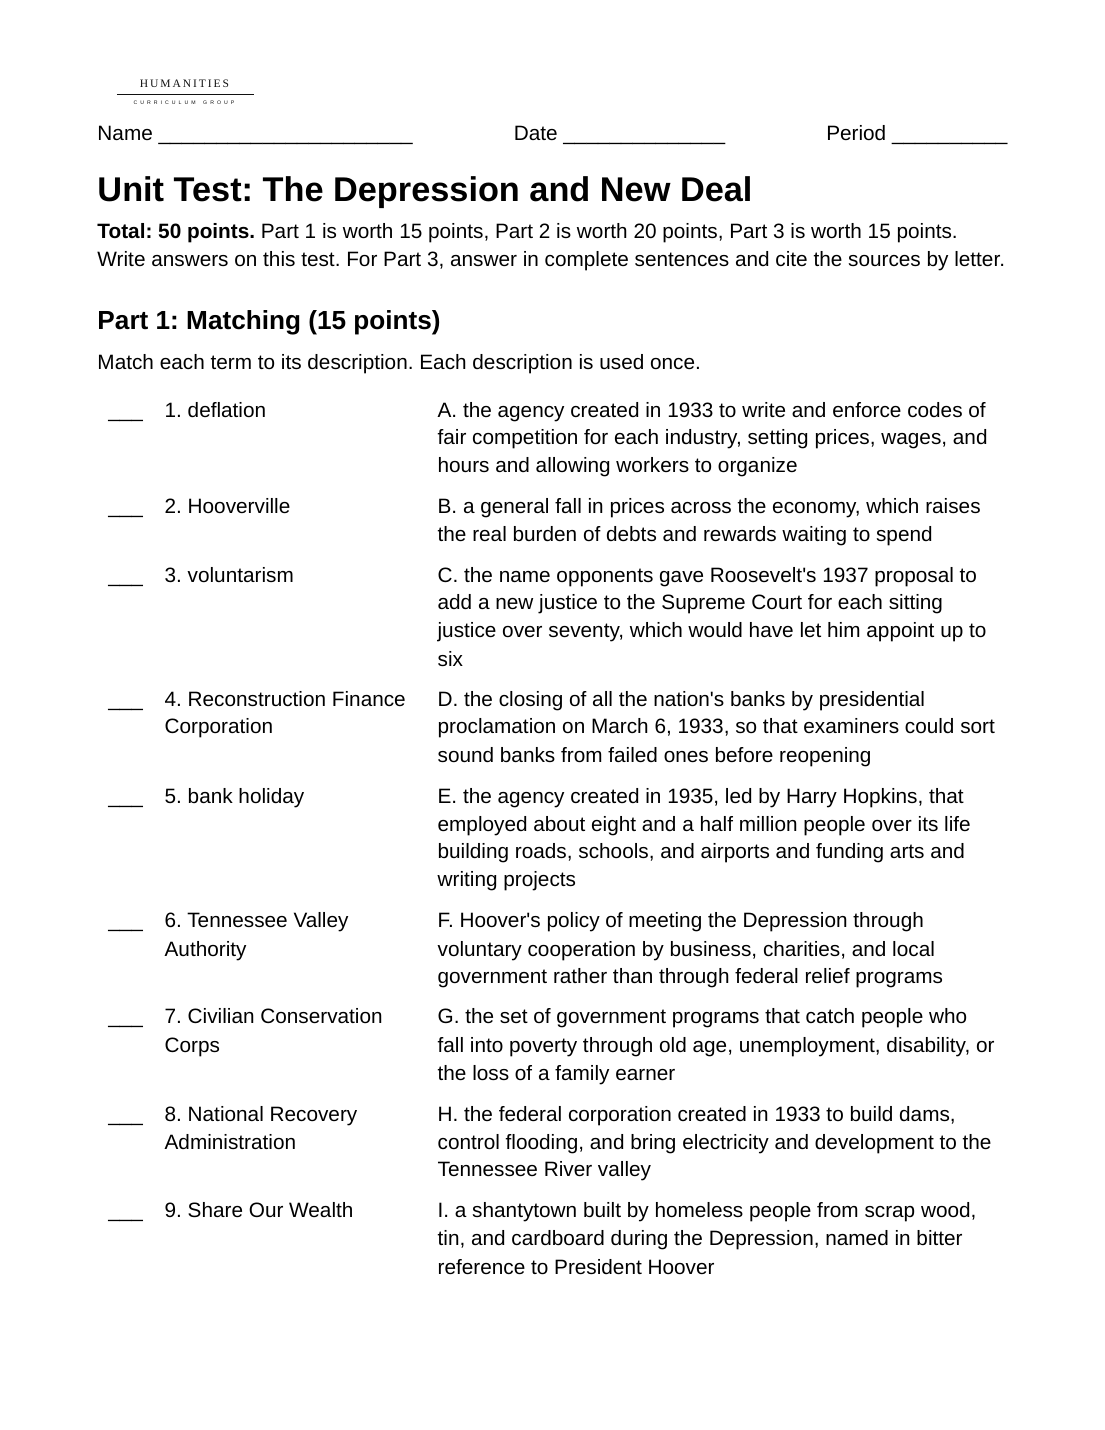 HUMANITIES
CURRICULUM GROUP
Name ______________________ Date ______________ Period __________
Unit Test: The Depression and New Deal
Total: 50 points. Part 1 is worth 15 points, Part 2 is worth 20 points, Part 3 is worth 15 points.
Write answers on this test. For Part 3, answer in complete sentences and cite the sources by letter.
Part 1: Matching (15 points)
Match each term to its description. Each description is used once.
___ 1. deflation A. the agency created in 1933 to write and enforce codes of
fair competition for each industry, setting prices, wages, and
hours and allowing workers to organize
___ 2. Hooverville B. a general fall in prices across the economy, which raises
the real burden of debts and rewards waiting to spend
___ 3. voluntarism C. the name opponents gave Roosevelt's 1937 proposal to
add a new justice to the Supreme Court for each sitting
justice over seventy, which would have let him appoint up to
six
___ 4. Reconstruction Finance D. the closing of all the nation's banks by presidential
Corporation proclamation on March 6, 1933, so that examiners could sort
sound banks from failed ones before reopening
___ 5. bank holiday E. the agency created in 1935, led by Harry Hopkins, that
employed about eight and a half million people over its life
building roads, schools, and airports and funding arts and
writing projects
___ 6. Tennessee Valley F. Hoover's policy of meeting the Depression through
Authority voluntary cooperation by business, charities, and local
government rather than through federal relief programs
___ 7. Civilian Conservation G. the set of government programs that catch people who
Corps fall into poverty through old age, unemployment, disability, or
the loss of a family earner
___ 8. National Recovery H. the federal corporation created in 1933 to build dams,
Administration control flooding, and bring electricity and development to the
Tennessee River valley
___ 9. Share Our Wealth I. a shantytown built by homeless people from scrap wood,
tin, and cardboard during the Depression, named in bitter
reference to President Hoover